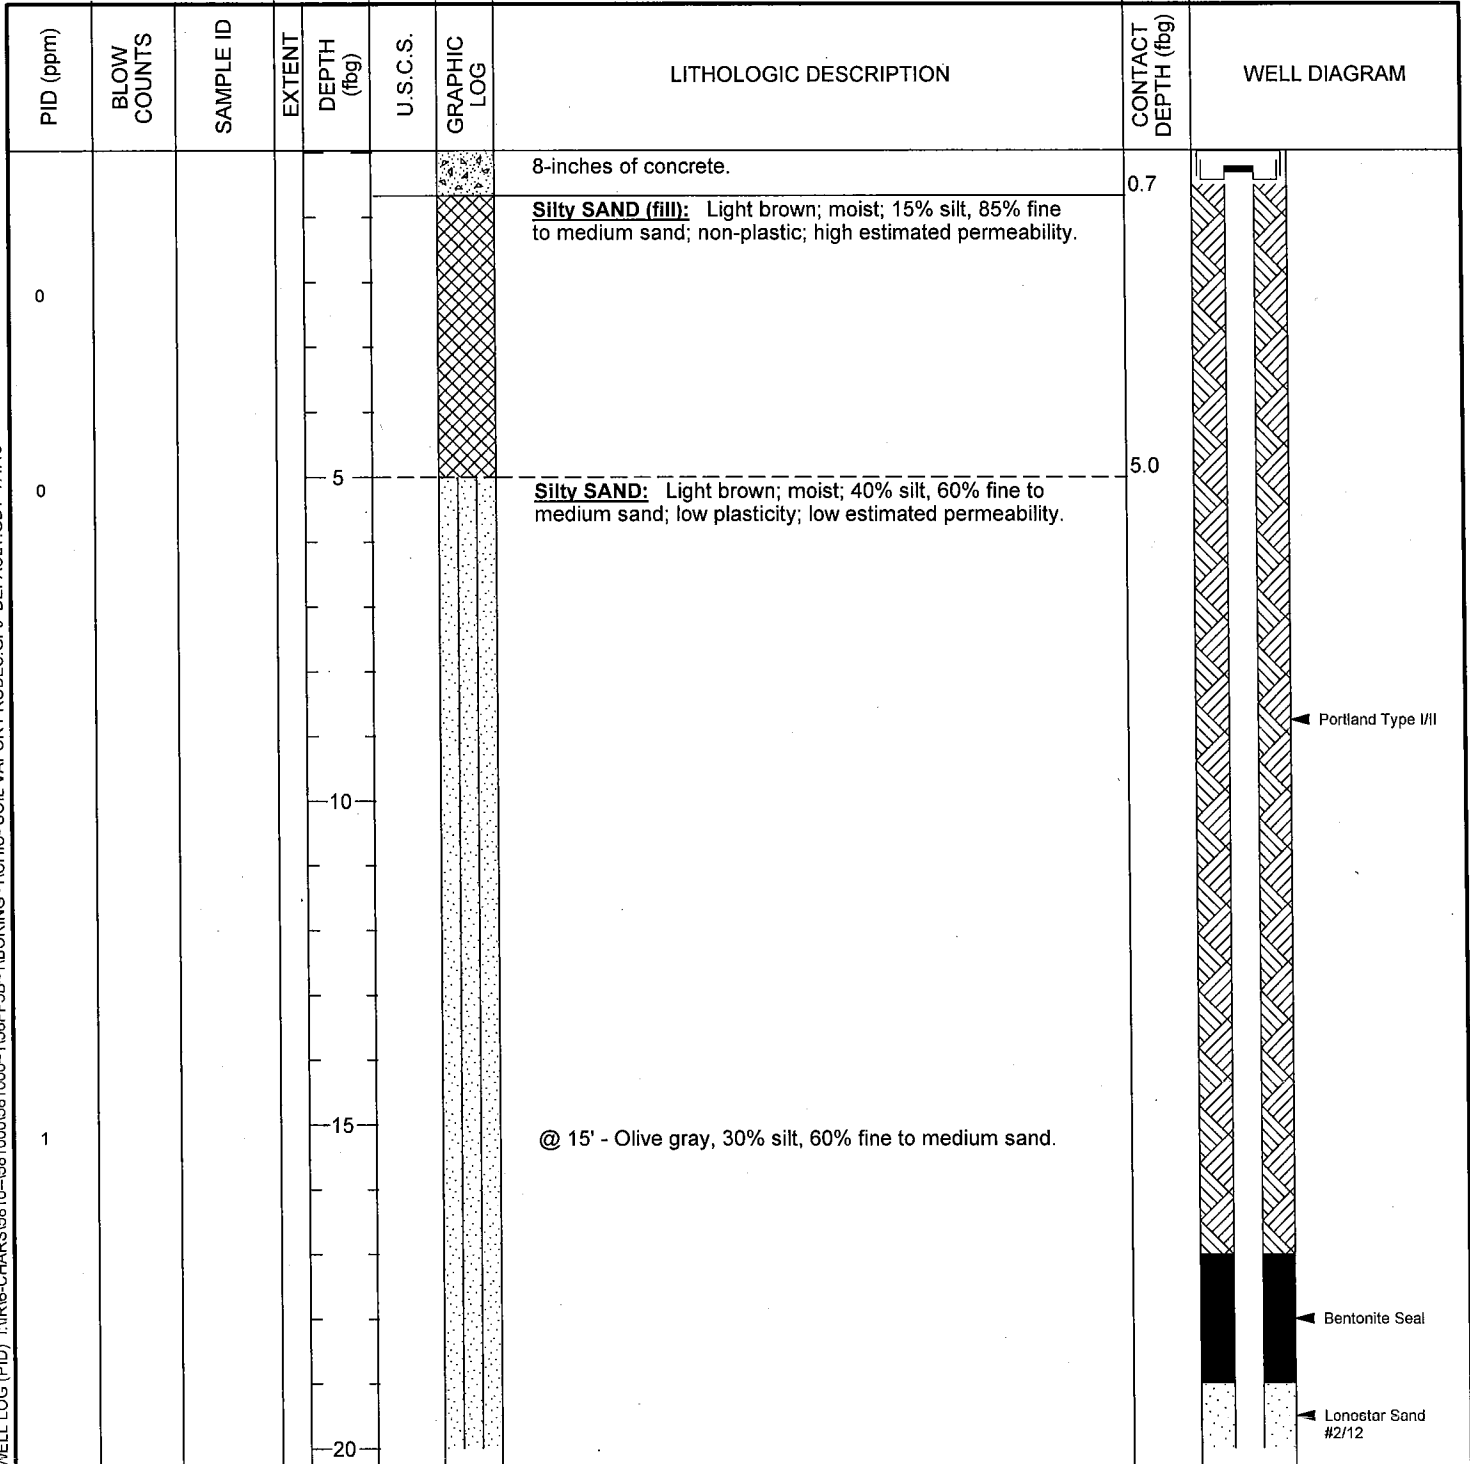 PID (ppm)
BLOW
COUNTS
SAMPLE ID
EXTENT
DEPTH
(fbg)
U.S.C.S.
GRAPHIC
LOG
LITHOLOGIC DESCRIPTION
CONTACT
DEPTH (fbg)
WELL DIAGRAM
8-inches of concrete.
0.7
Silty SAND (fill): Light brown; moist; 15% silt, 85% fine
to medium sand; non-plastic; high estimated permeability.
0
5
5.0
0
Silty SAND: Light brown; moist; 40% silt, 60% fine to
medium sand; low plasticity; low estimated permeability.
Portland Type I/II
10
15
1
@ 15' - Olive gray, 30% silt, 60% fine to medium sand.
Bentonite Seal
Lonestar Sand
#2/12
20
WELL LOG (PID)